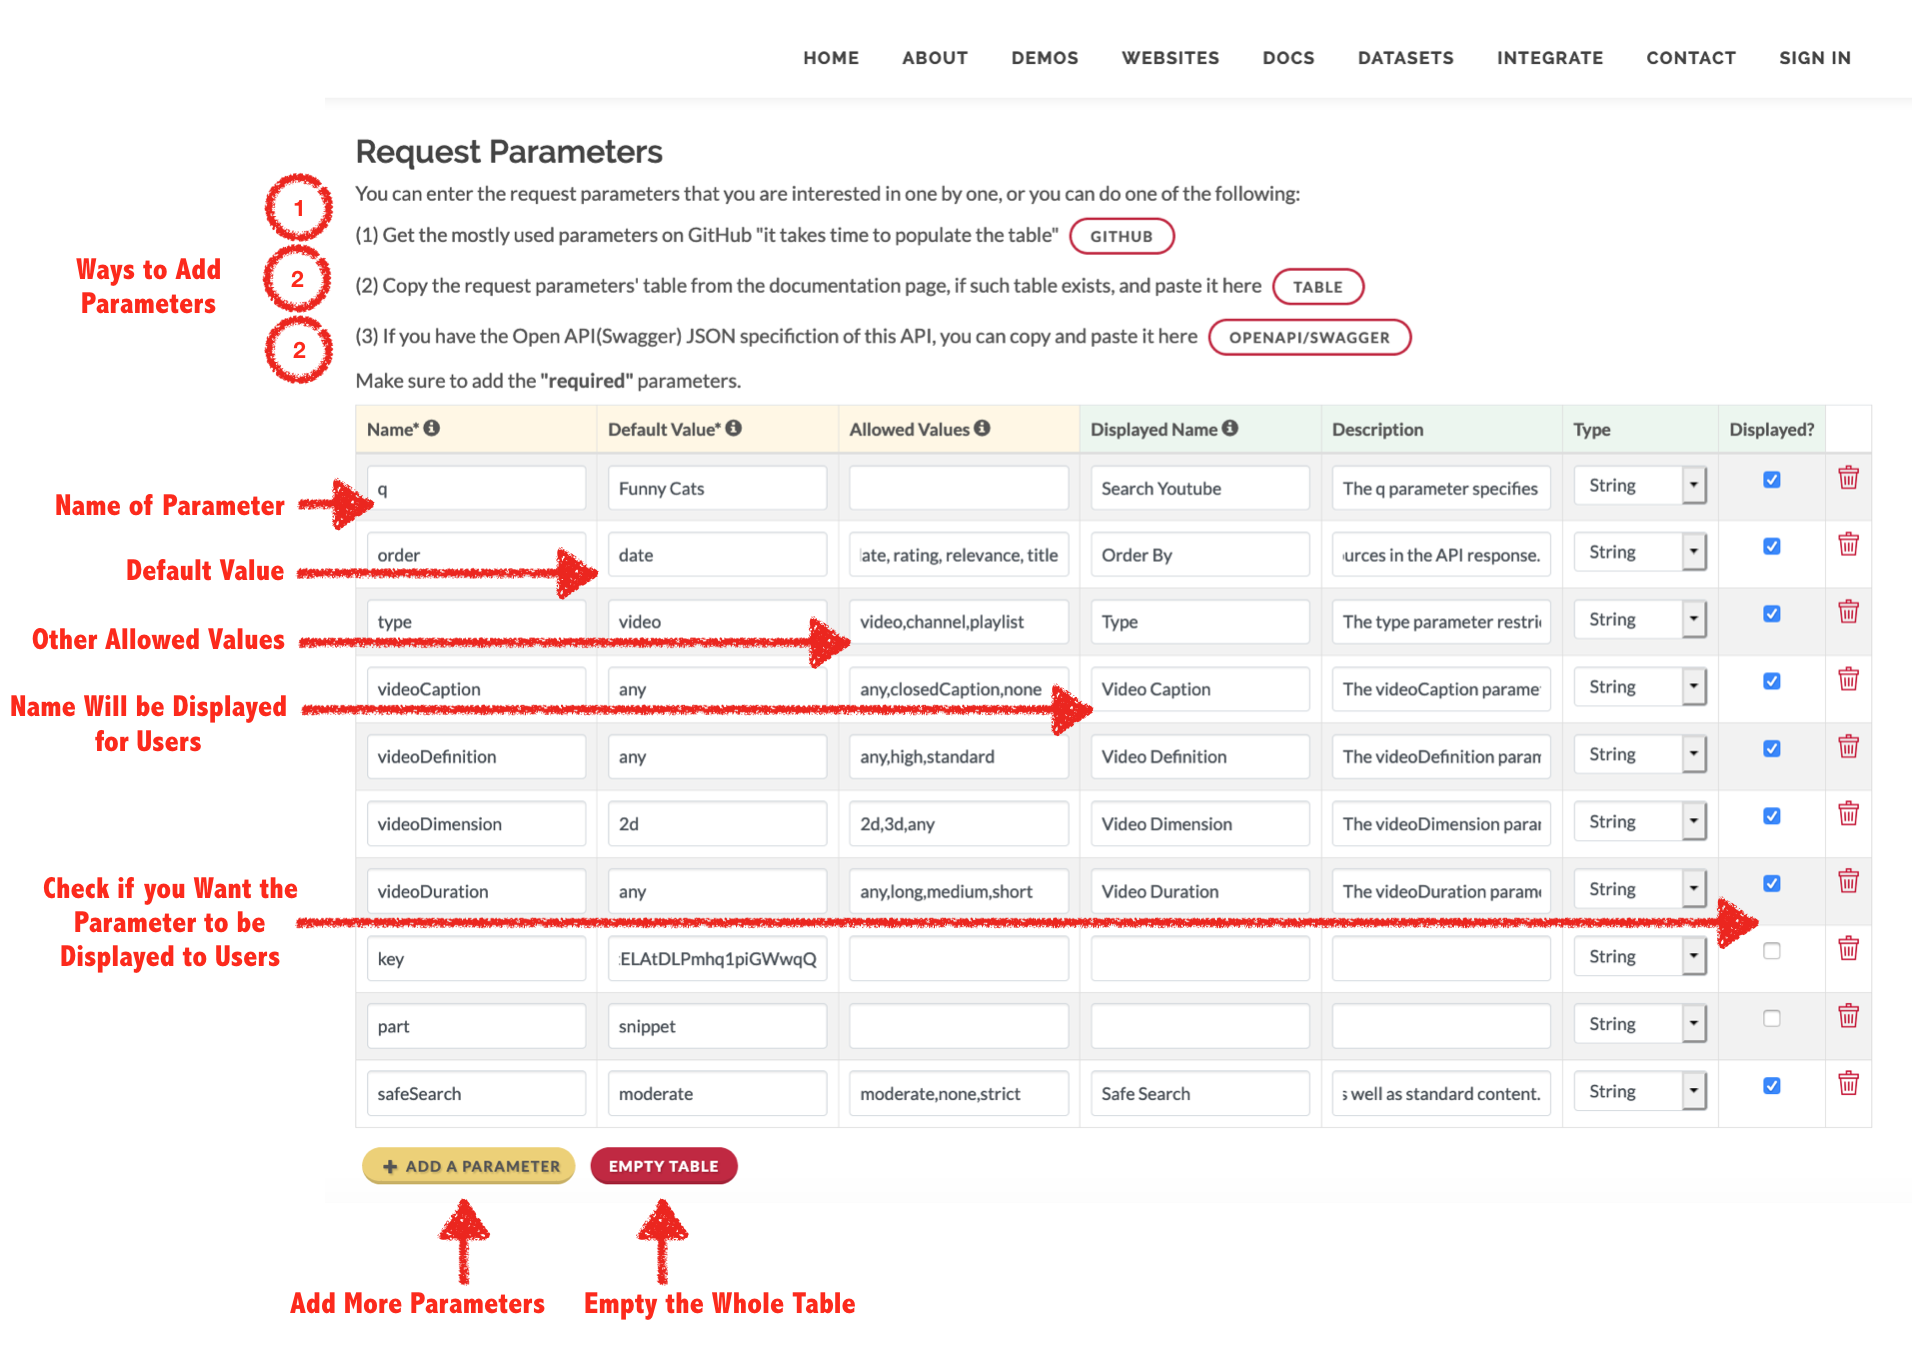 HOME ABOUT DEMOS WEBSITES DOCS DATASETS INTEGRATE CONTACT SIGN IN
Request Parameters
You can enter the request parameters that you are interested in one by one, or you can do one of the following:
1
(1) Get the mostly used parameters on GitHub "it takes time to populate the table" GITHUB
Ways to Add
Parameters
2
(2) Copy the request parameters' table from the documentation page, if such table exists, and paste it here TABLE
2
(3) If you have the Open API(Swagger) JSON specifiction of this API, you can copy and paste it here OPENAPI/SWAGGER
Make sure to add the "required" parameters.
Name* Default Value* Allowed Values Displayed Name Description Type Displayed?
q Funny Cats Search Youtube The q parameter specifies String
Name of Parameter
order date ate, rating, relevance, title Order By urces in the API response. String
Default Value
type video video,channel,playlist Type The type parameter restri String
Other Allowed Values
videoCaption any any,closedCaption,none Video Caption The videoCaption parame String
Name Will be Displayed
for Users
videoDefinition any any,high,standard Video Definition The videoDefinition param String
videoDimension 2d 2d,3d,any Video Dimension The videoDimension para String
videoDuration any any,long,medium,short Video Duration The videoDuration parame String
Check if you Want the
Parameter to be
Displayed to Users
key ELAtDLPmhq1piGWwqQ String
part snippet String
safeSearch moderate moderate,none,strict Safe Search s well as standard content. String
+ ADD A PARAMETER EMPTY TABLE
Add More Parameters
Empty the Whole Table